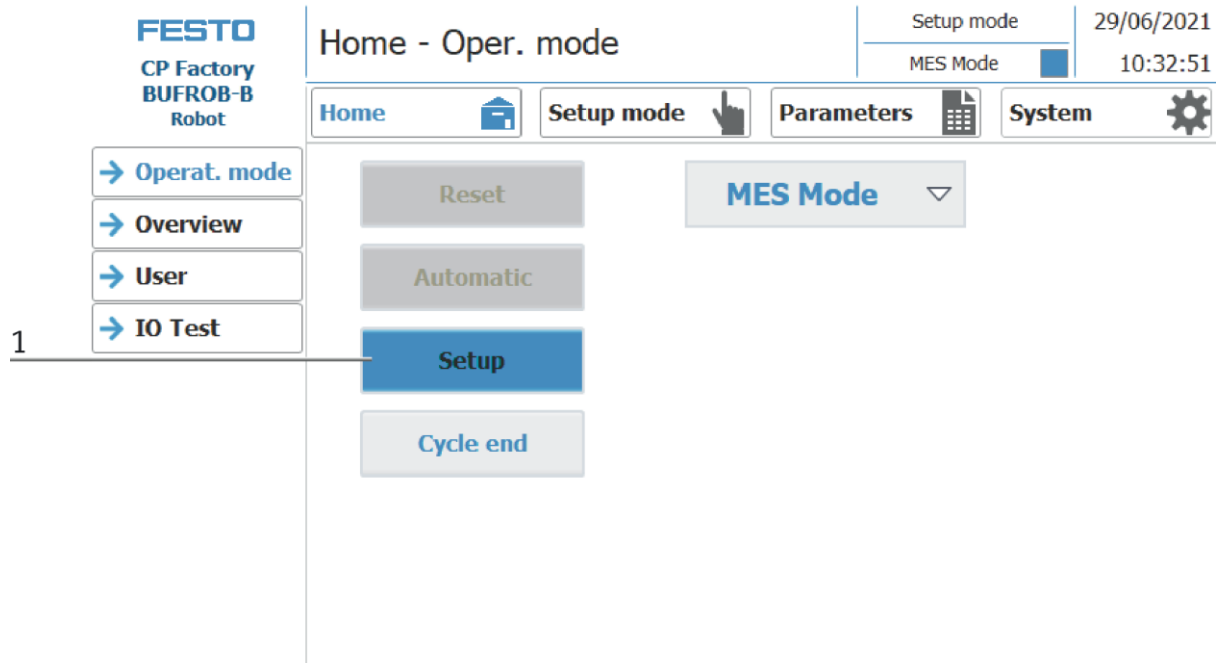 FESTO
CP Factory
BUFROB-B
Robot
Home - Oper. mode
Setup mode
MES Mode
29/06/2021
10:32:51
Home
Setup mode
Parameters
System
Operat. mode
Overview
User
IO Test
Reset
MES Mode
Automatic
Setup
Cycle end
1